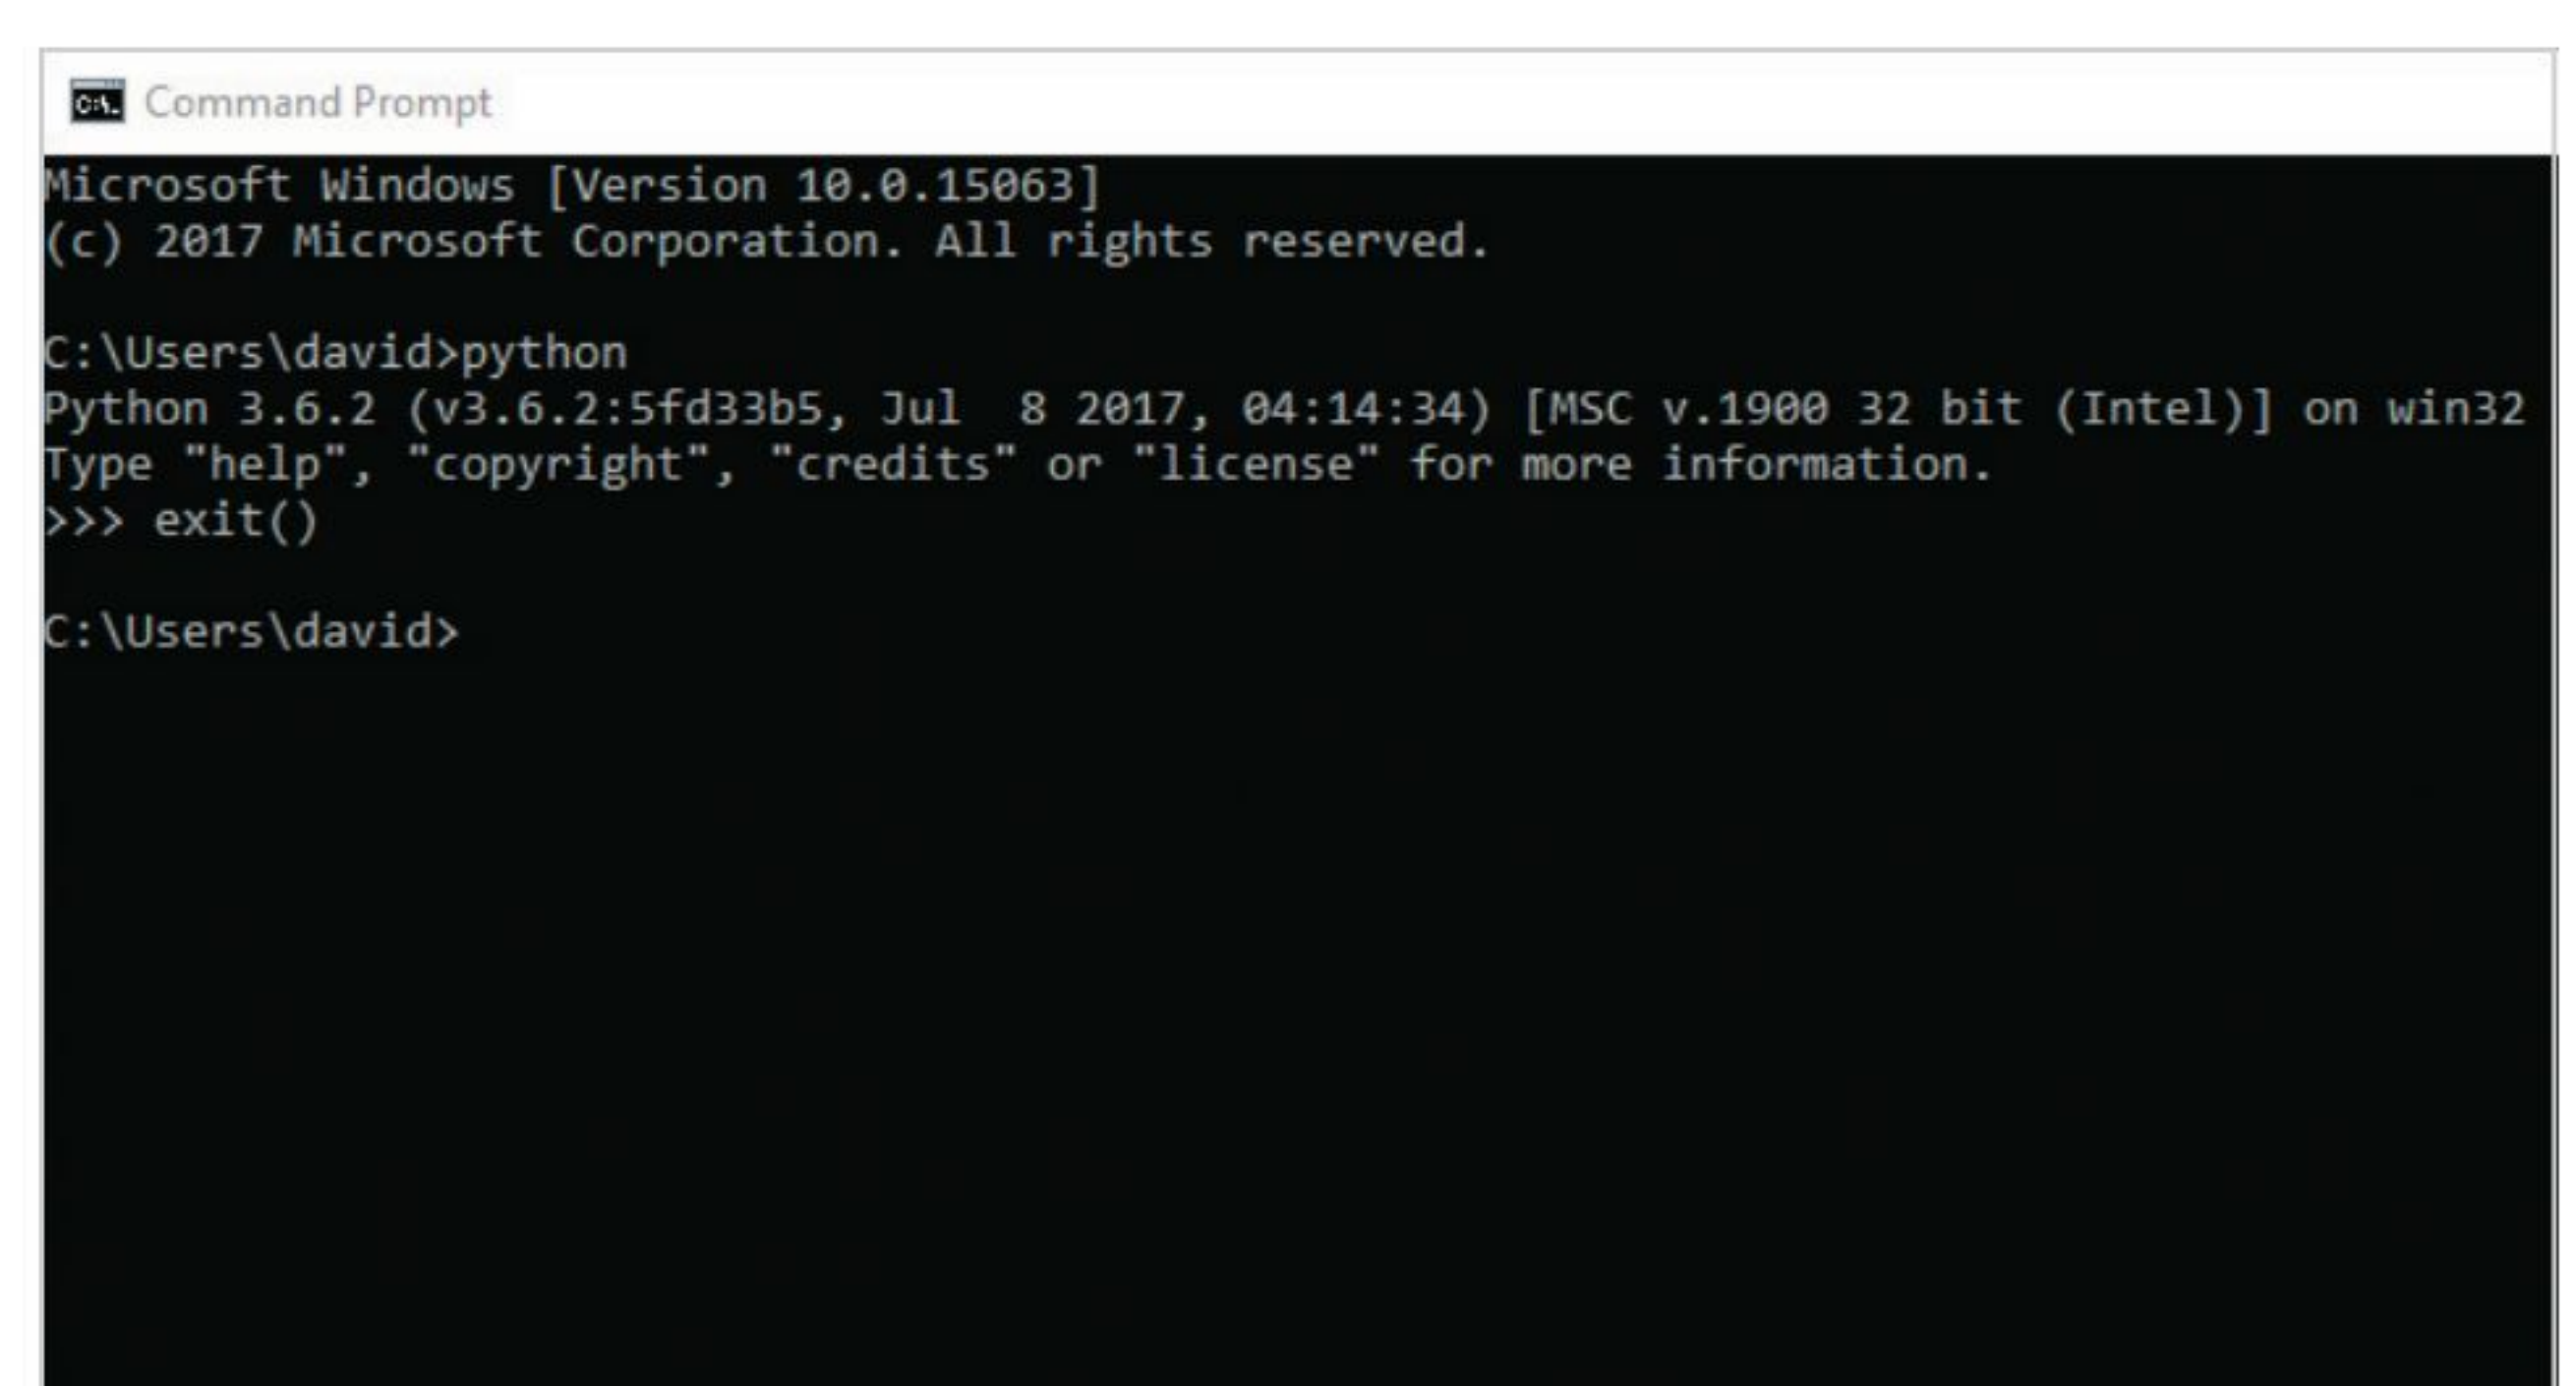 C:\. Command Prompt
Microsoft Windows [Version 10.0.15063]
(c) 2017 Microsoft Corporation. All rights reserved.
C:\Users\david>python
Python 3.6.2 (v3.6.2:5fd33b5, Jul  8 2017, 04:14:34) [MSC v.1900 32 bit (Intel)] on win32
Type "help", "copyright", "credits" or "license" for more information.
>>> exit()
C:\Users\david>